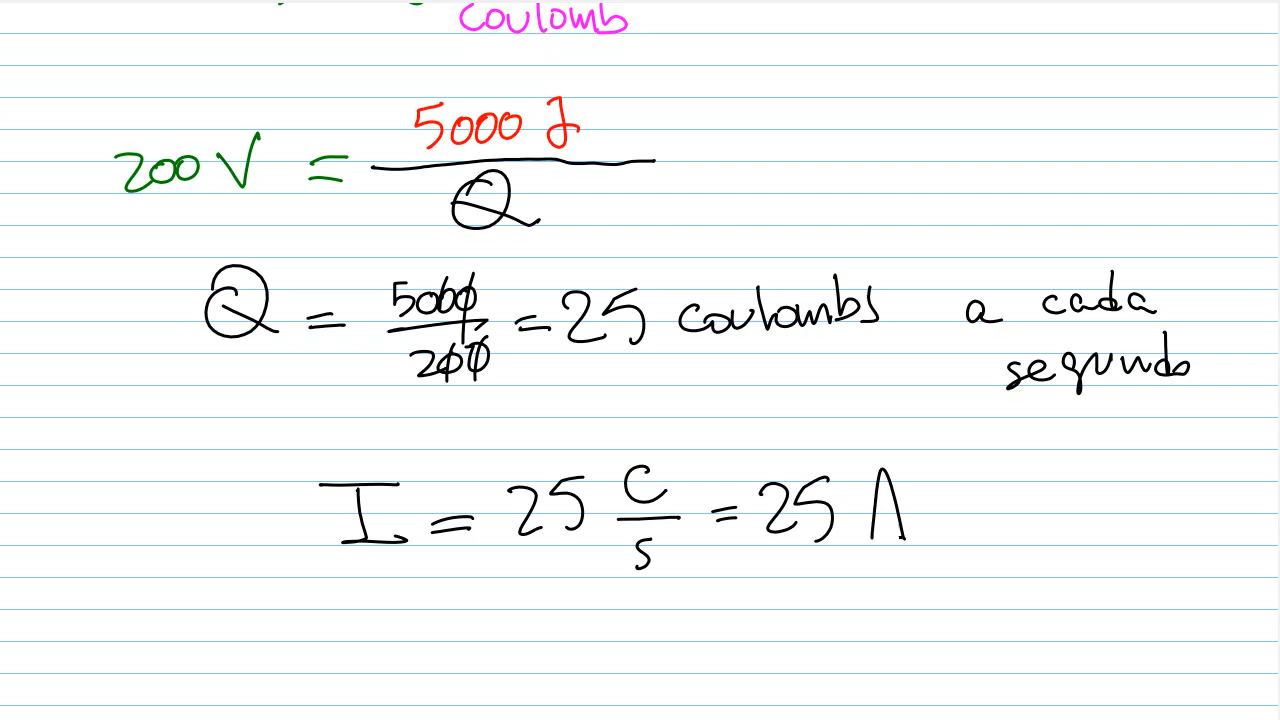 coulomb
200 V = 5000 J / Q
Q = 5000 / 200 = 25 coulombs a cada
segundo
I = 25 C / s = 25 A